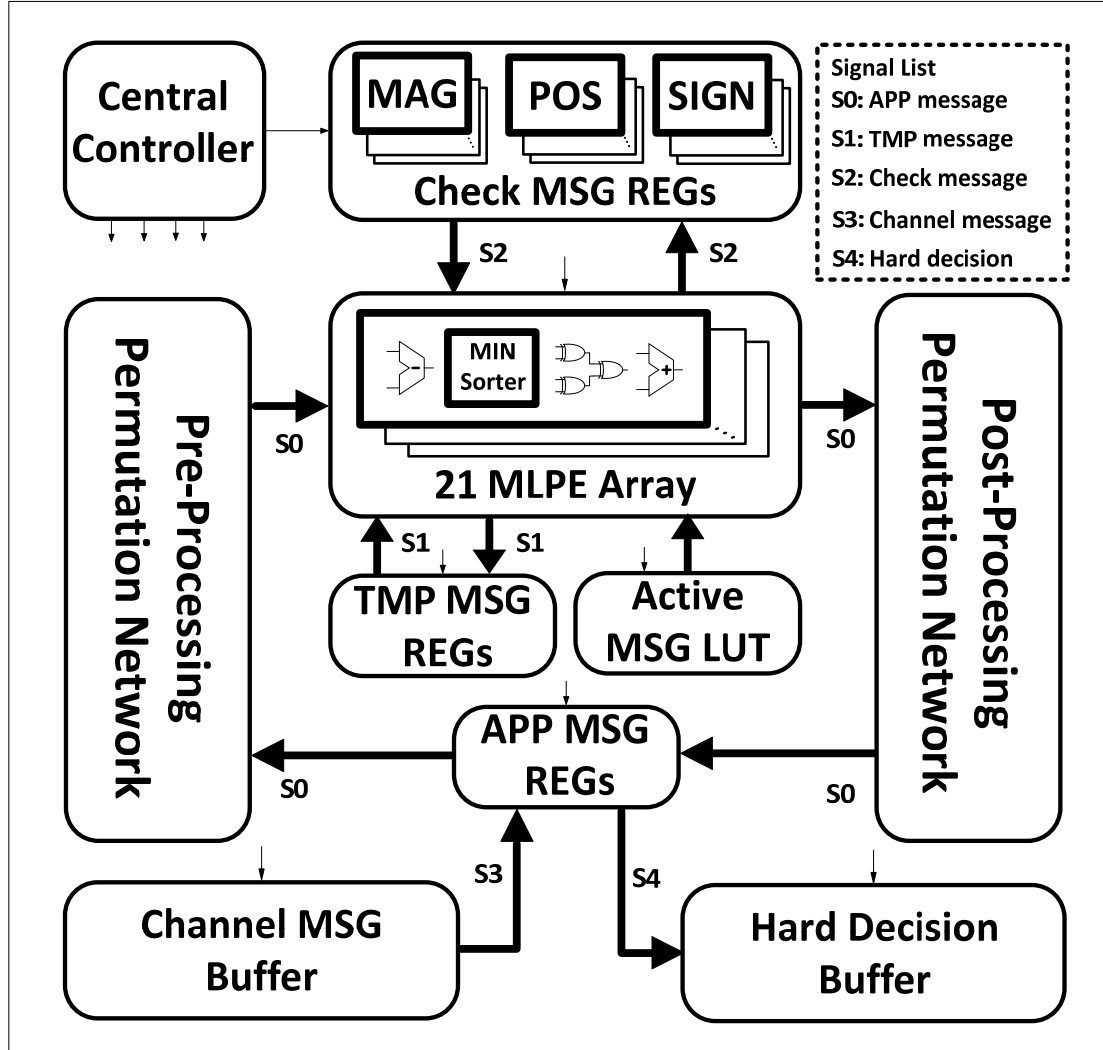 Central
Controller
MAG
POS
SIGN
Check MSG REGs
Signal List
S0: APP message
S1: TMP message
S2: Check message
S3: Channel message
S4: Hard decision
S2
S2
Pre-Processing
Permutation Network
S0
-
MIN
Sorter
+
21 MLPE Array
S0
Post-Processing
Permutation Network
S1
S1
TMP MSG
REGs
Active
MSG LUT
APP MSG
REGs
S0
S0
S3
S4
Channel MSG
Buffer
Hard Decision
Buffer